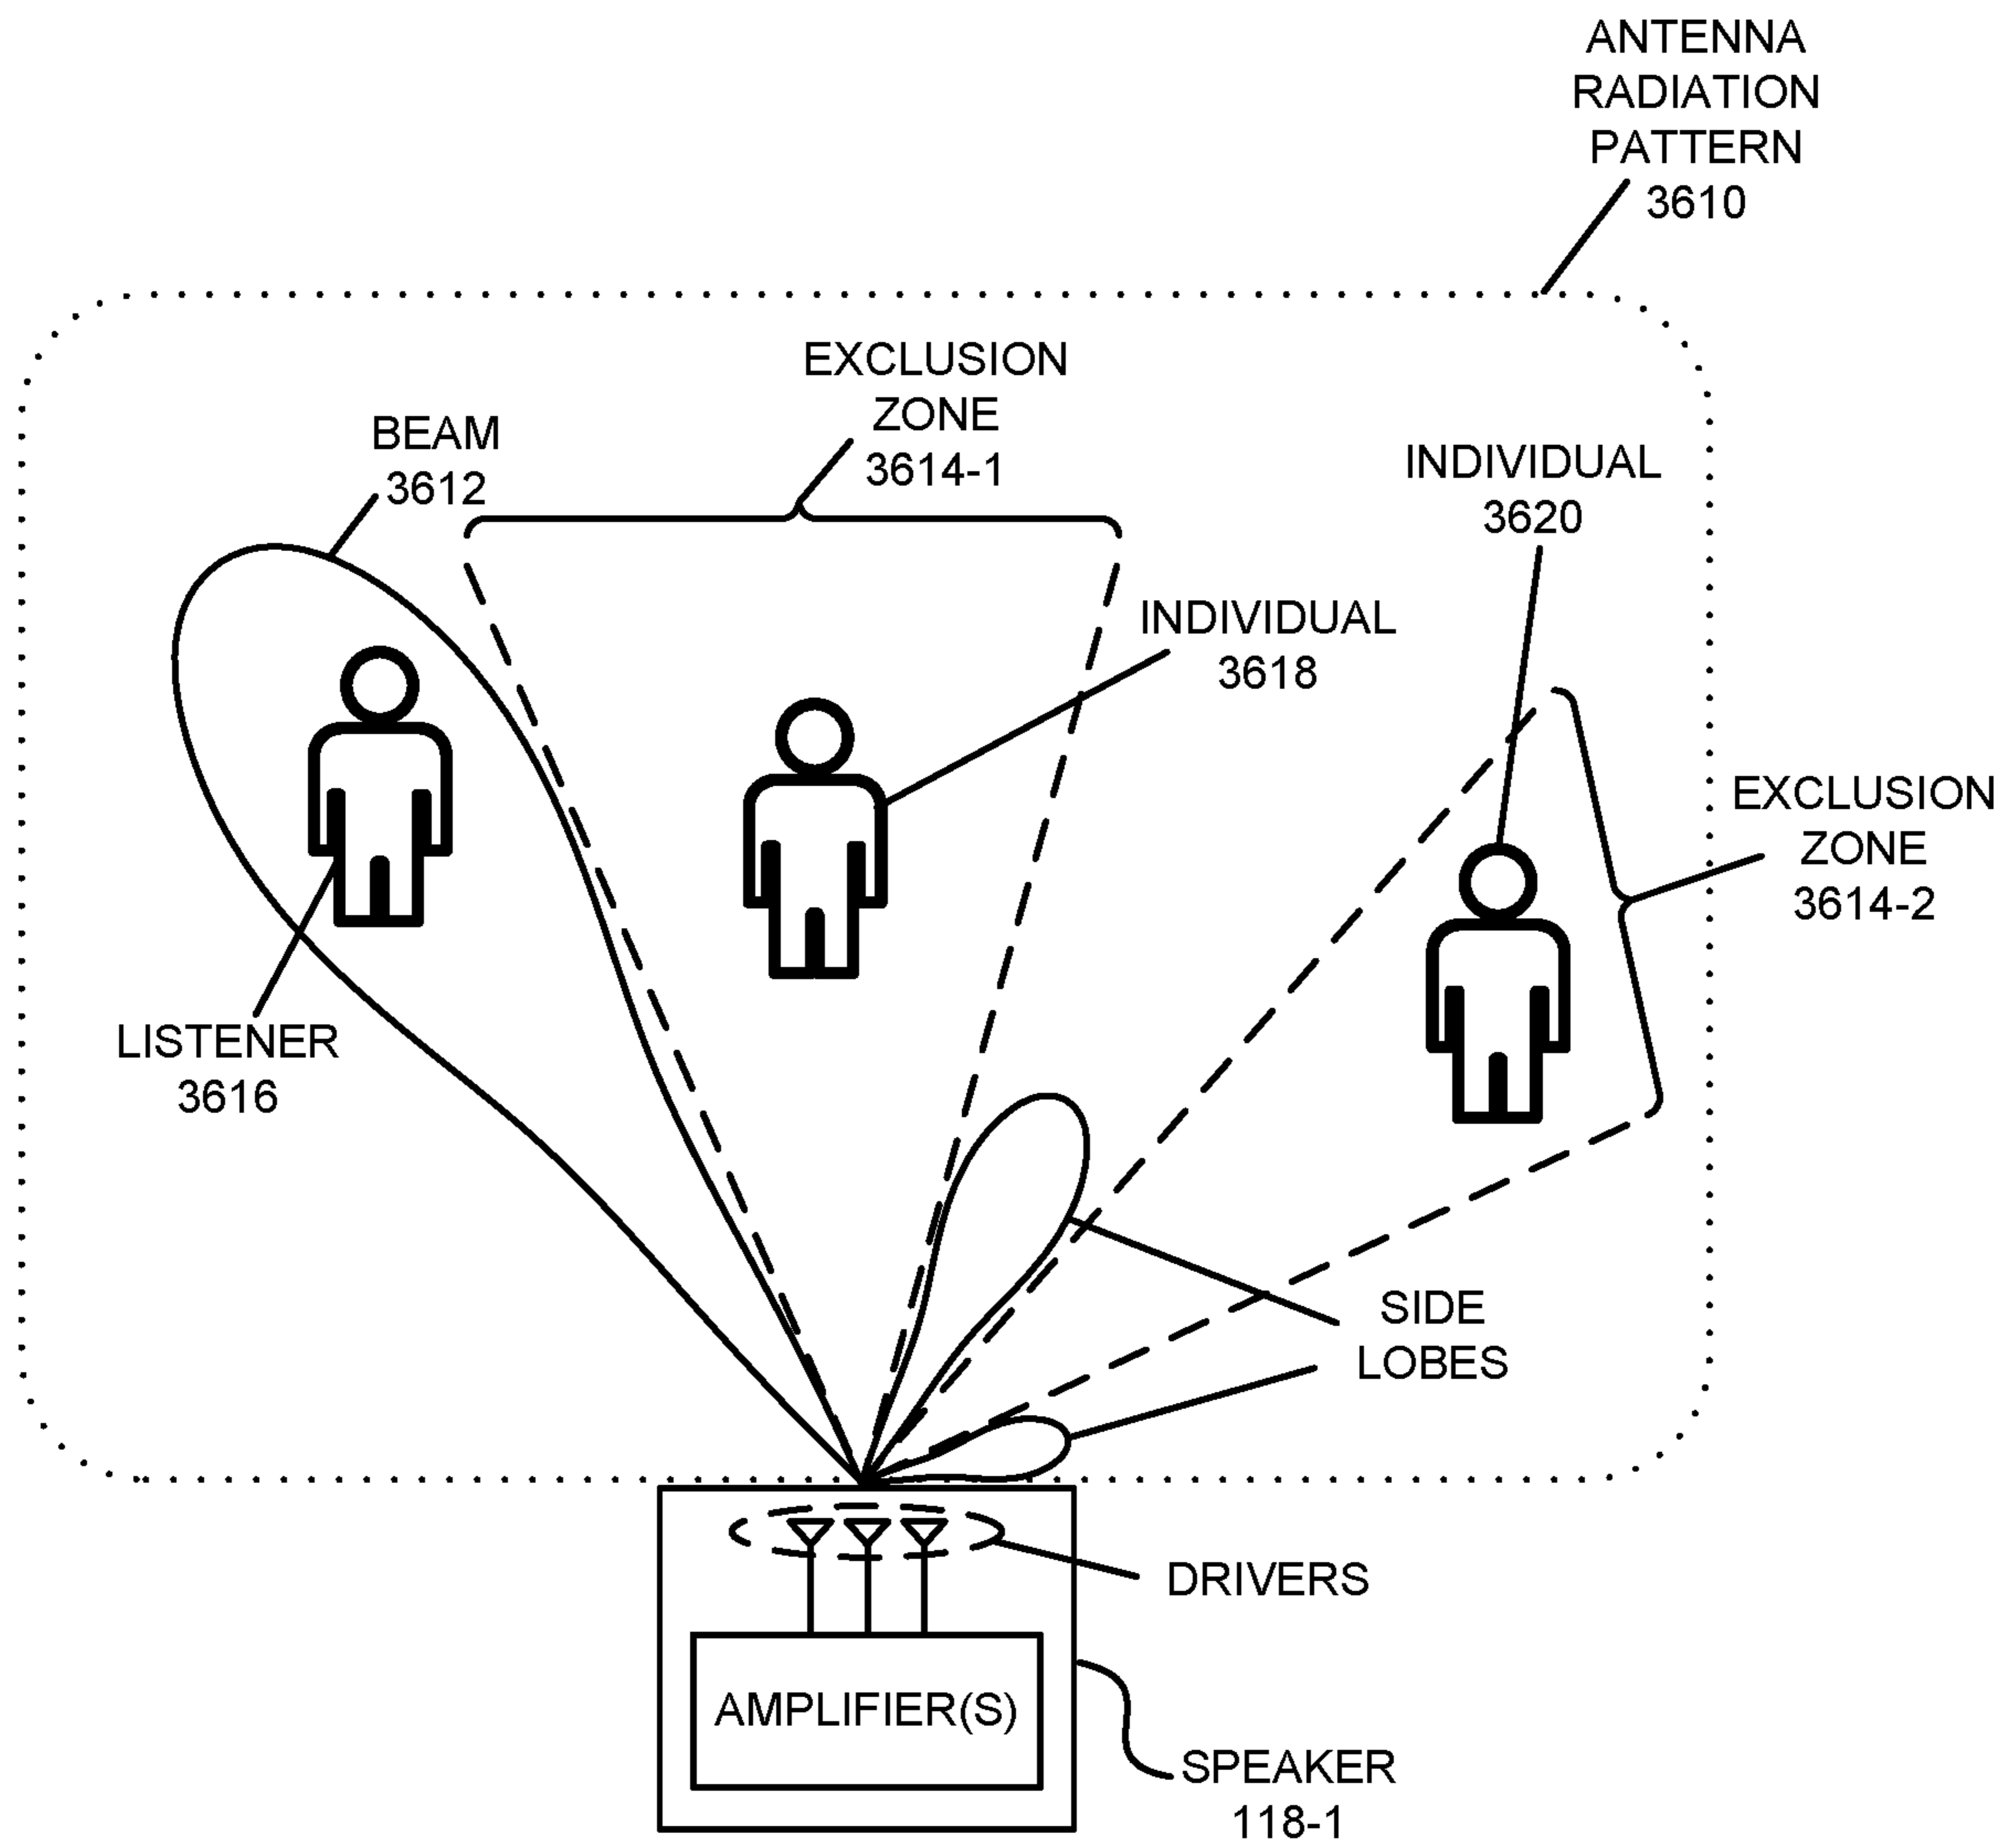 ANTENNA
RADIATION
PATTERN
3610
EXCLUSION
ZONE
3614-1
BEAM
3612
INDIVIDUAL
3620
INDIVIDUAL
3618
EXCLUSION
ZONE
3614-2
LISTENER
3616
SIDE
LOBES
DRIVERS
AMPLIFIER(S)
SPEAKER
118-1